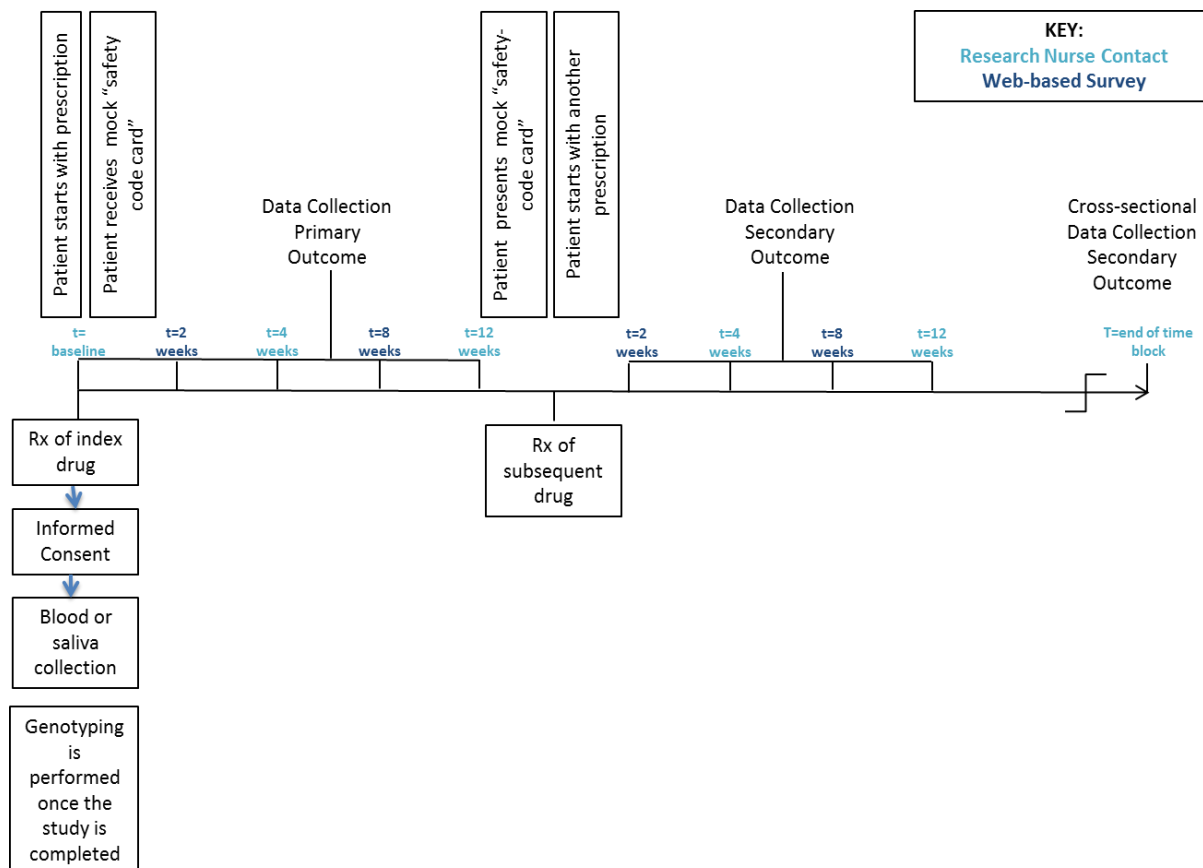 Patient starts with prescription
Patient receives mock “safety
code card”
Patient presents mock “safety-
code card”
Patient starts with another
prescription
KEY:
Research Nurse Contact
Web-based Survey
Data Collection
Primary
Outcome
Data Collection
Secondary
Outcome
Cross-sectional
Data Collection
Secondary
Outcome
t=
baseline
t=2
weeks
t=4
weeks
t=8
weeks
t=12
weeks
t=2
weeks
t=4
weeks
t=8
weeks
t=12
weeks
T=end of time
block
Rx of index
drug
Informed
Consent
Blood or
saliva
collection
Genotyping
is
performed
once the
study is
completed
Rx of
subsequent
drug